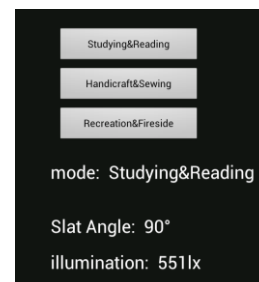 Studying&Reading
Handicraft&Sewing
Recreation&Fireside
mode: Studying&Reading
Slat Angle: 90°
illumination: 551lx